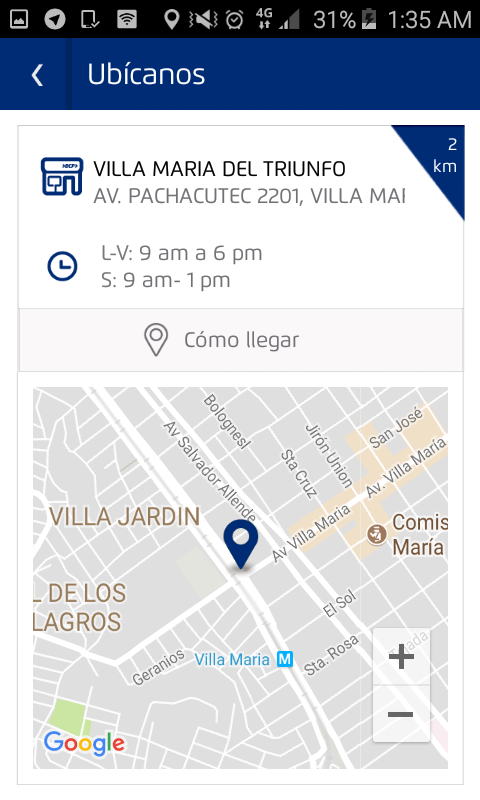 4G
31%
1:35 AM
Ubícanos
2
km
>BCP>
VILLA MARIA DEL TRIUNFO
AV. PACHACUTEC 2201, VILLA MAR
L-V: 9 am a 6 pm
S: 9 am- 1 pm
Cómo llegar
Bolognesi
San José
Jirón Union
Av Salvador Allende
Sta Cruz
Av. Villa María
VILLA JARDIN
Av Villa Maria
Comis
María
L DE LOS
LAGROS
El Sol
Villa Maria M
Sta. Rosa
Geranios
+
−
Google